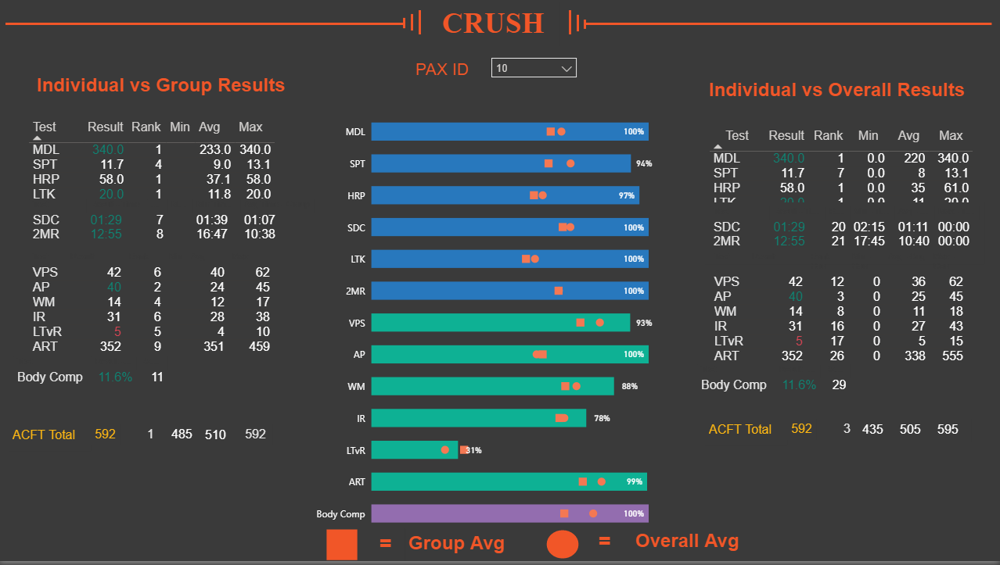 CRUSH
PAX ID 10
Individual vs Group Results
Test Result Rank Min Avg Max
MDL 340.0 1 233.0 340.0
SPT 11.7 4 9.0 13.1
HRP 58.0 1 37.1 58.0
LTK 20.0 1 11.8 20.0
SDC 01:29 7 01:39 01:07
2MR 12:55 8 16:47 10:38
VPS 42 6 40 62
AP 40 2 24 45
WM 14 4 12 17
IR 31 6 28 38
LTvR 5 5 4 10
ART 352 9 351 459
Body Comp 11.6% 11
ACFT Total 592 1 485 510 592
MDL 100%
SPT 94%
HRP 97%
SDC 100%
LTK 100%
2MR 100%
VPS 93%
AP 100%
WM 88%
IR 78%
LTvR 31%
ART 99%
Body Comp 100%
= Group Avg
= Overall Avg
Individual vs Overall Results
Test Result Rank Min Avg Max
MDL 340.0 1 0.0 220 340.0
SPT 11.7 7 0.0 8 13.1
HRP 58.0 1 0.0 35 61.0
LTK 20.0 1 0.0 11 20.0
SDC 01:29 20 02:15 01:11 00:00
2MR 12:55 21 17:45 10:40 00:00
VPS 42 12 0 36 62
AP 40 3 0 25 45
WM 14 8 0 11 18
IR 31 16 0 27 43
LTvR 5 17 0 5 15
ART 352 26 0 338 555
Body Comp 11.6% 29
ACFT Total 592 3 435 505 595